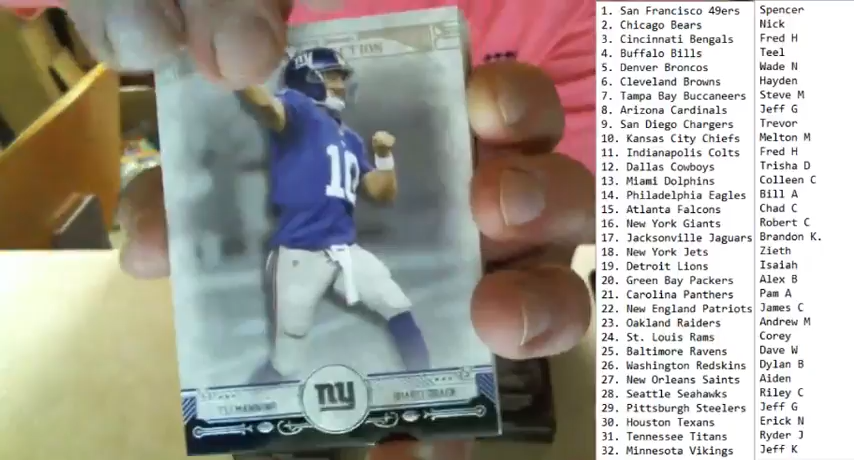 CTION
10
ny
ELI MANNING
QUARTERBACK
1. San Francisco 49ers Spencer
2. Chicago Bears Nick
3. Cincinnati Bengals Fred H
4. Buffalo Bills Teel
5. Denver Broncos Wade N
6. Cleveland Browns Hayden
7. Tampa Bay Buccaneers Steve M
8. Arizona Cardinals Jeff G
9. San Diego Chargers Trevor
10. Kansas City Chiefs Melton M
11. Indianapolis Colts Fred H
12. Dallas Cowboys Trisha D
13. Miami Dolphins Colleen C
14. Philadelphia Eagles Bill A
15. Atlanta Falcons Chad C
16. New York Giants Robert C
17. Jacksonville Jaguars Brandon K.
18. New York Jets Zieth
19. Detroit Lions Isaiah
20. Green Bay Packers Alex B
21. Carolina Panthers Pam A
22. New England Patriots James C
23. Oakland Raiders Andrew M
24. St. Louis Rams Corey
25. Baltimore Ravens Dave W
26. Washington Redskins Dylan B
27. New Orleans Saints Aiden
28. Seattle Seahawks Riley C
29. Pittsburgh Steelers Jeff G
30. Houston Texans Erick N
31. Tennessee Titans Ryder J
32. Minnesota Vikings Jeff K